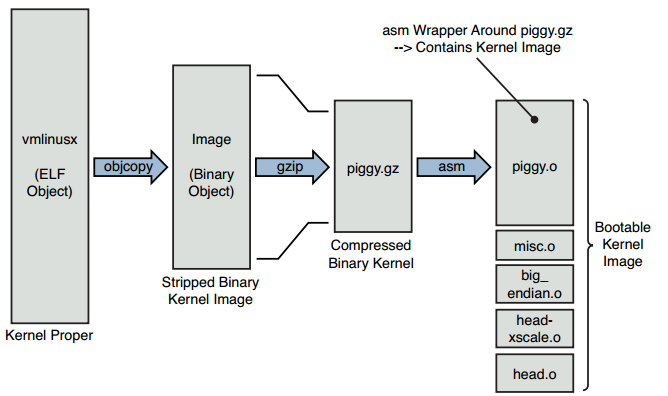 asm Wrapper Around piggy.gz
--> Contains Kernel Image
vmlinusx
(ELF
Object)
Kernel Proper
objcopy
Image
(Binary
Object)
Stripped Binary
Kernel Image
gzip
piggy.gz
Compressed
Binary Kernel
asm
piggy.o
misc.o
big_
endian.o
head-
xscale.o
head.o
Bootable
Kernel
Image